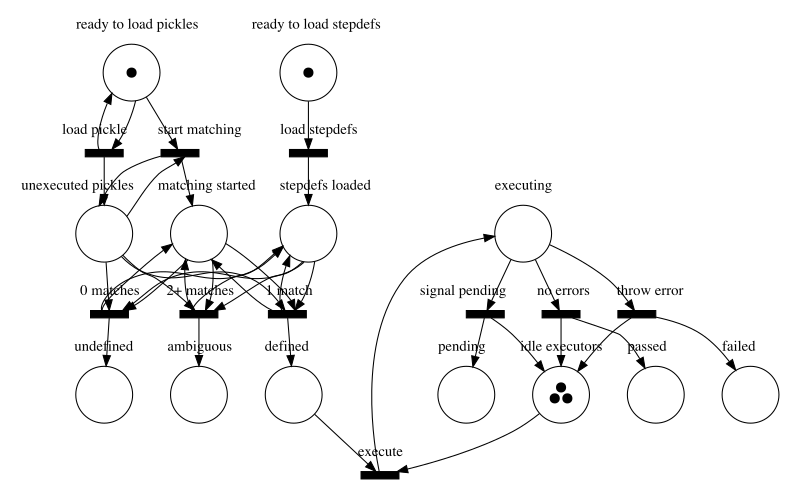 ready to load pickles
ready to load stepdefs
load pickle
start matching
load stepdefs
unexecuted pickles
matching started
stepdefs loaded
executing
0 matches
2+ matches
1 match
signal pending
no errors
throw error
undefined
ambiguous
defined
pending
idle executors
passed
failed
execute